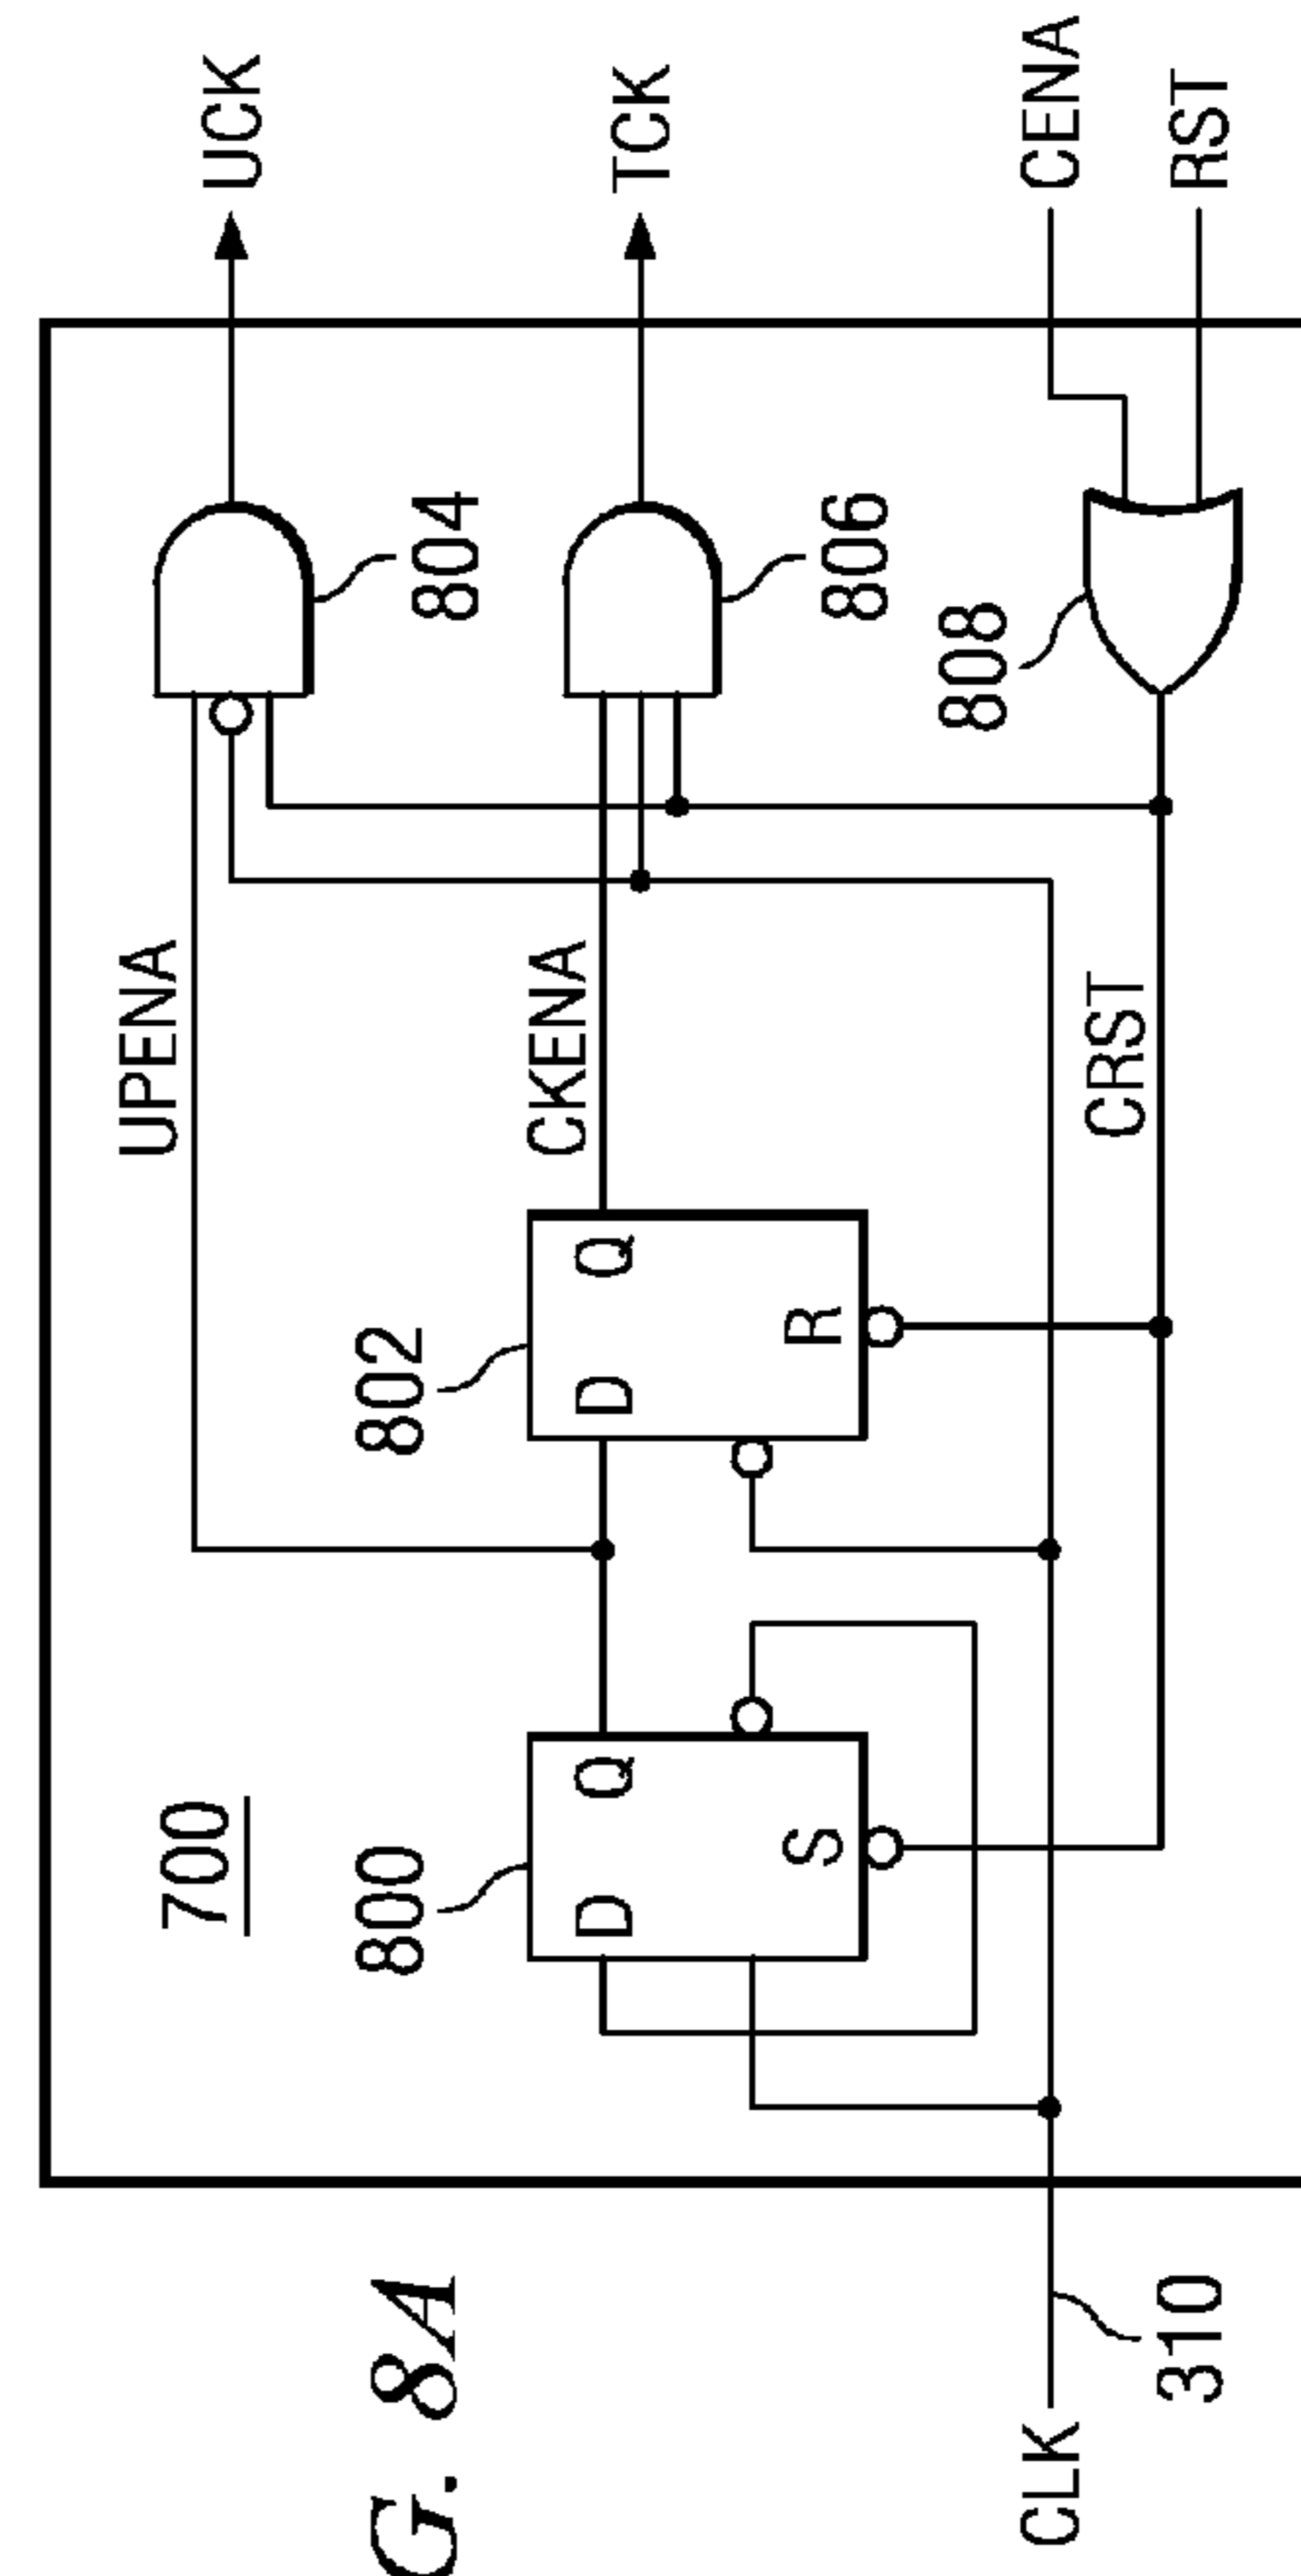 G. 8A
700
UPENA
UCK
804
800
D
Q
S
802
D
Q
R
CKENA
TCK
806
CLK
310
CRST
808
CENA
RST